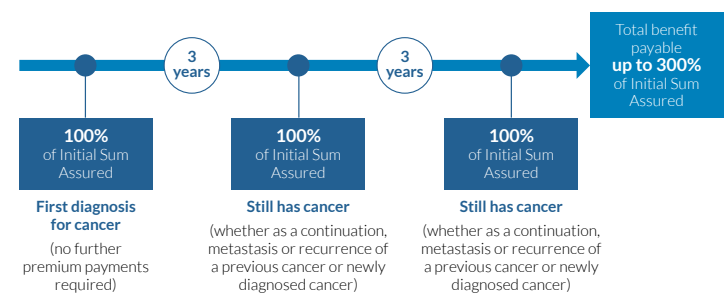 3
years
3
years
Total benefit
payable
up to 300%
of Initial Sum
Assured
100%
of Initial Sum
Assured
100%
of Initial Sum
Assured
100%
of Initial Sum
Assured
First diagnosis
for cancer
(no further
premium payments
required)
Still has cancer
(whether as a continuation,
metastasis or recurrence of
a previous cancer or newly
diagnosed cancer)
Still has cancer
(whether as a continuation,
metastasis or recurrence of
a previous cancer or newly
diagnosed cancer)